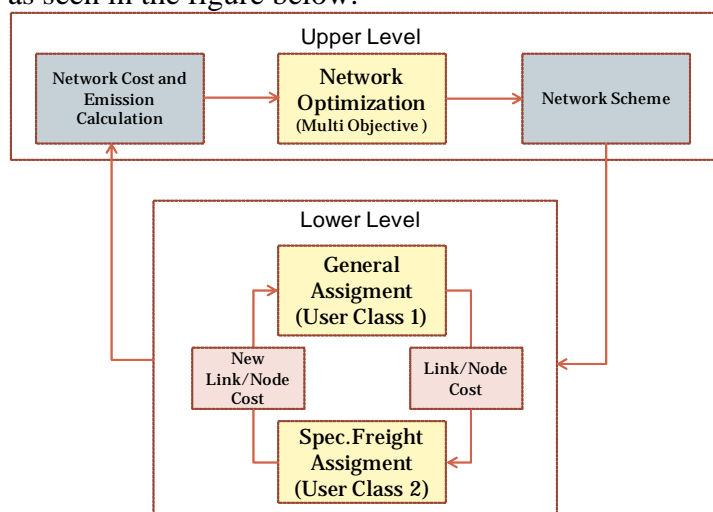 as seen in the figure below.
Upper Level
Network Cost and
Emission
Calculation
Network
Optimization
(Multi Objective )
Network Scheme
Lower Level
General
Assigment
(User Class 1)
New
Link/Node
Cost
Link/Node
Cost
Spec.Freight
Assigment
(User Class 2)